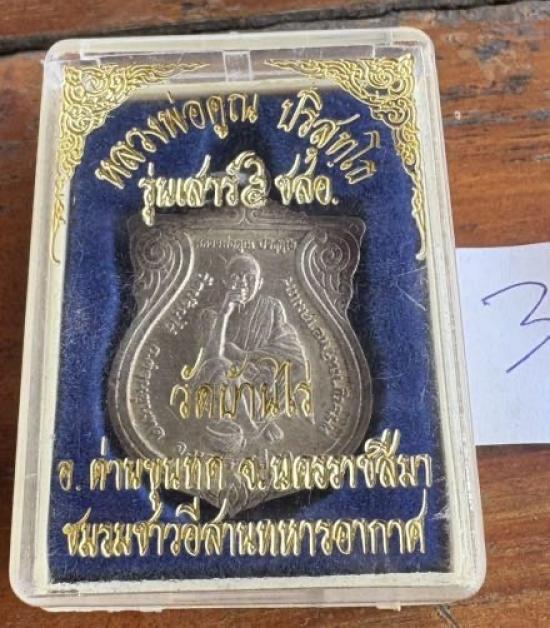 หลวงพ่อคูณ ปริสุทฺโธ
รุ่นเสาร์๕ ชสอ.
วัดบ้านไร่
อ.ด่านขุนทด จ.นครราชสีมา
ชมรมชาวอีสานทหารอากาศ
3